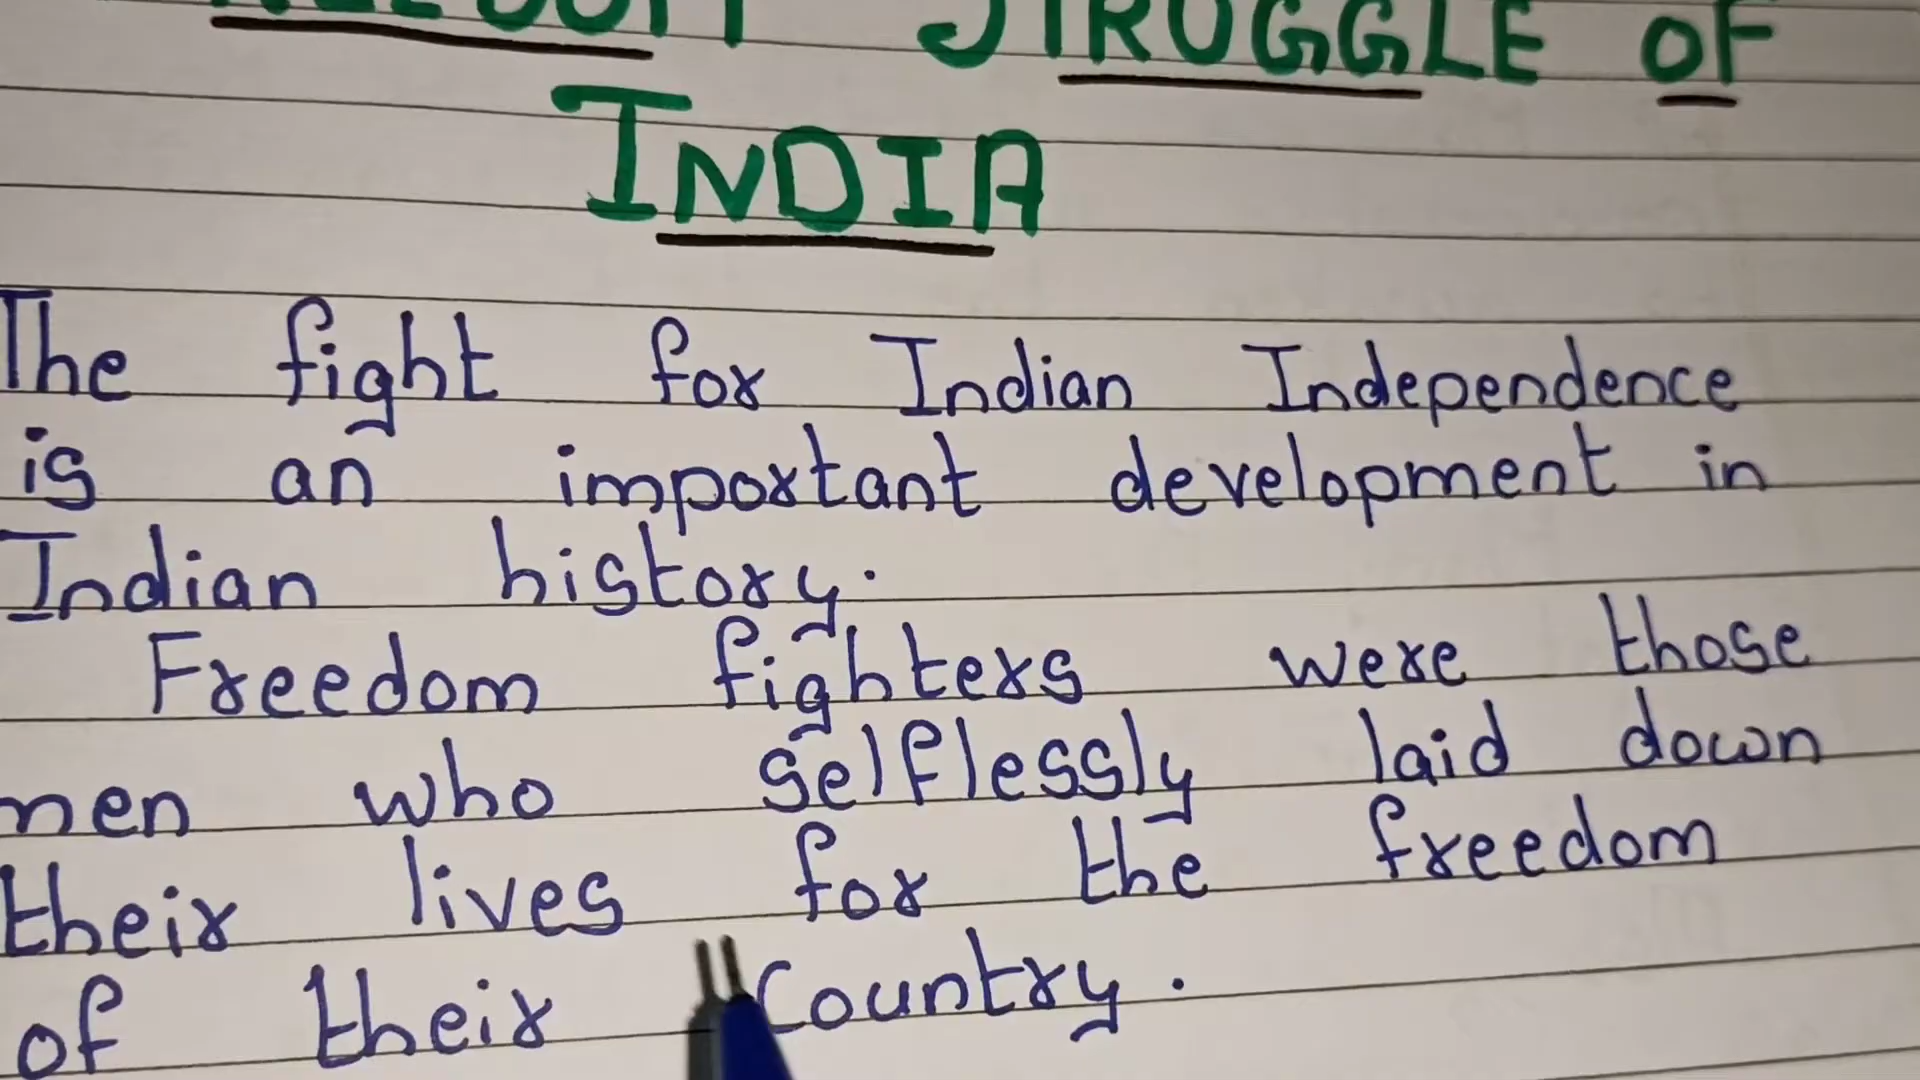 STRUGGLE OF
INDIA
The fight for Indian Independence
is an important development in
Indian history.
Freedom fighters were those
men who selflessly laid down
their lives for the freedom
of their Country.